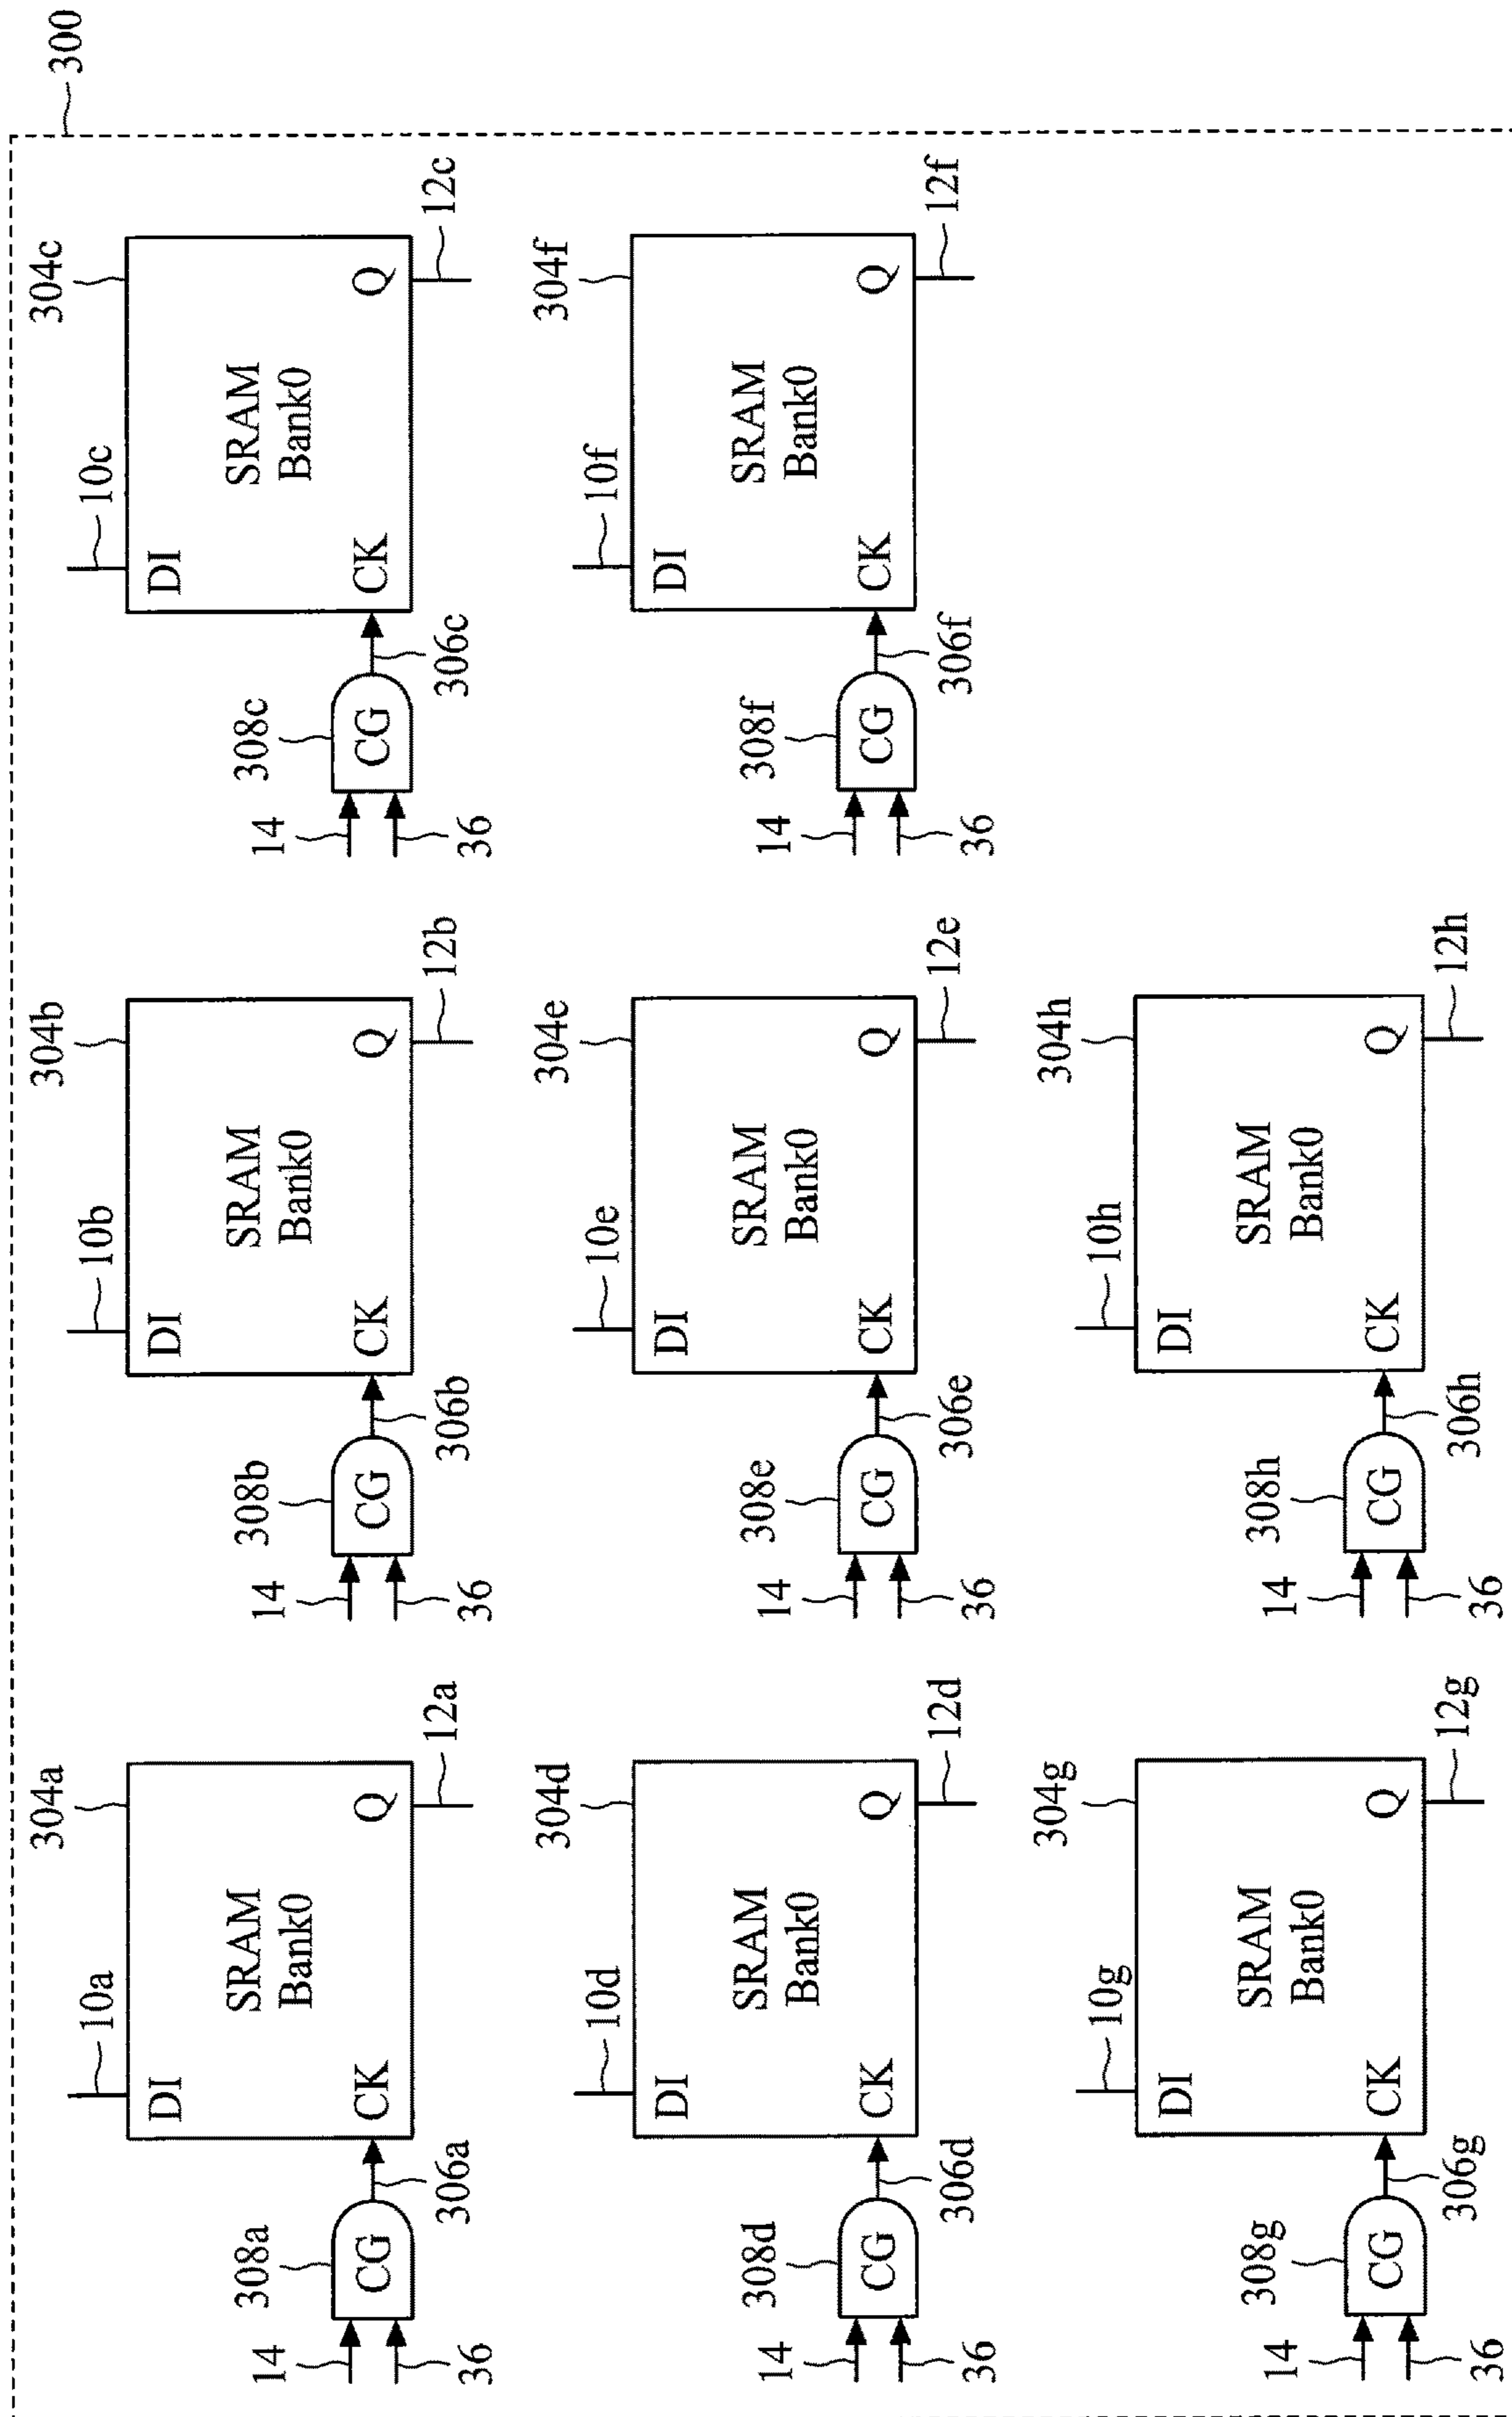 300
304a
10a
DI
SRAM
Bank0
CK
Q
12a
306a
308a
CG
14
36
304b
10b
DI
SRAM
Bank0
CK
Q
12b
306b
308b
CG
14
36
304c
10c
DI
SRAM
Bank0
CK
Q
12c
306c
308c
CG
14
36
304d
10d
DI
SRAM
Bank0
CK
Q
12d
306d
308d
CG
14
36
304e
10e
DI
SRAM
Bank0
CK
Q
12e
306e
308e
CG
14
36
304f
10f
DI
SRAM
Bank0
CK
Q
12f
306f
308f
CG
14
36
304g
10g
DI
SRAM
Bank0
CK
Q
12g
306g
308g
CG
14
36
304h
10h
DI
SRAM
Bank0
CK
Q
12h
306h
308h
CG
14
36